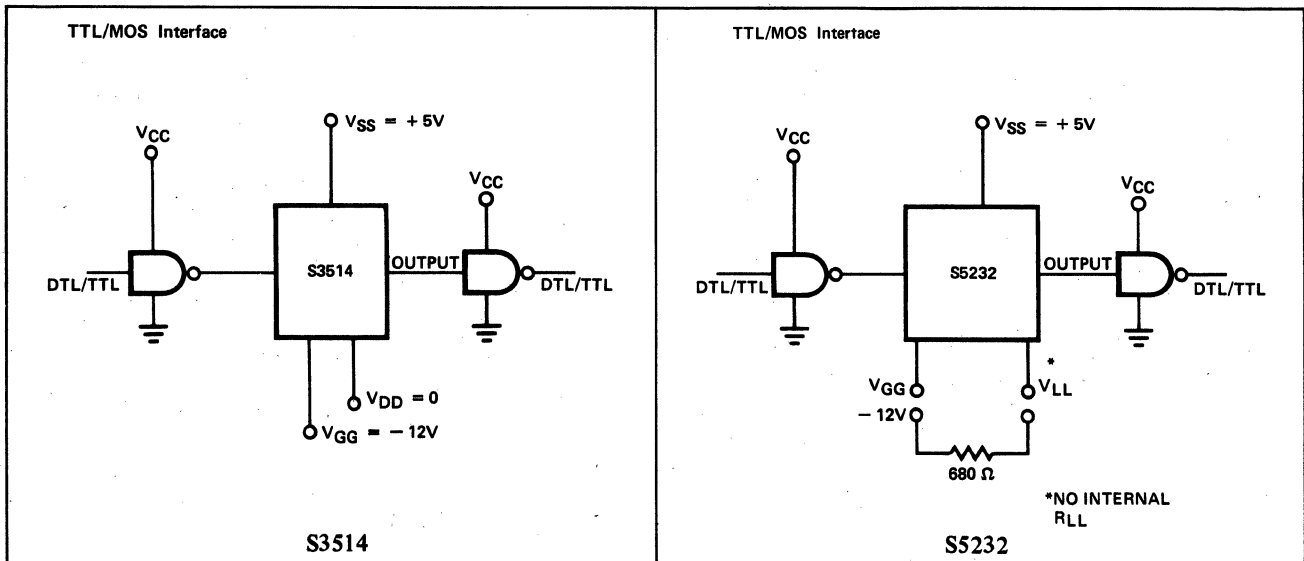 TTL/MOS Interface
VSS = +5V
VCC
VCC
S3514
OUTPUT
DTL/TTL
DTL/TTL
VDD = 0
VGG = -12V
S3514
TTL/MOS Interface
VSS = +5V
VCC
VCC
S5232
OUTPUT
DTL/TTL
DTL/TTL
*
VGG
VLL
-12V
680 Ω
*NO INTERNAL
RLL
S5232